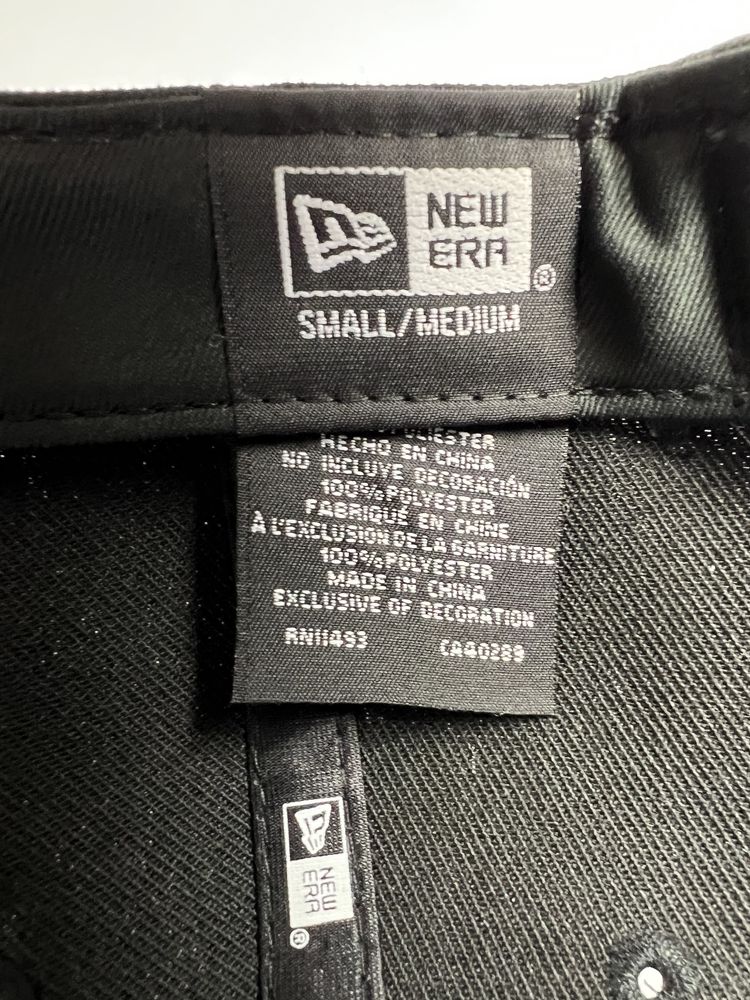 NEW
ERA
®
SMALL/MEDIUM
HECHO EN CHINA
NO INCLUYE DECORACIÓN
100%POLYESTER
FABRIQUÉ EN CHINE
À L'EXCLUSION DE LA GARNITURE
100%POLYESTER
MADE IN CHINA
EXCLUSIVE OF DECORATION
RN11493 CA40269
NEW
ERA
®